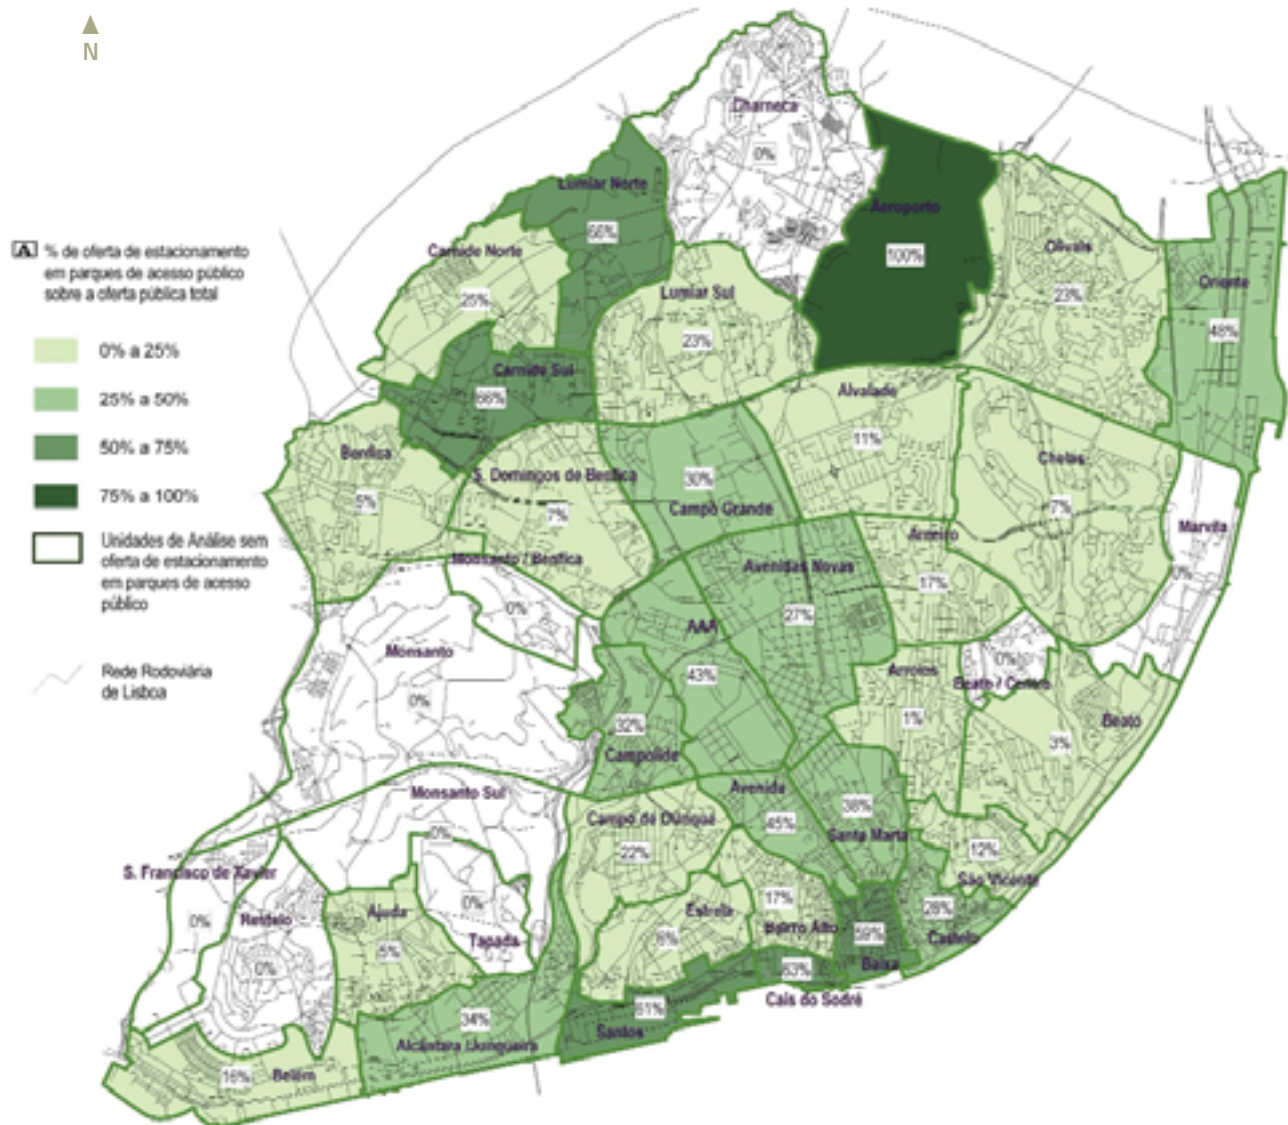 N
A % de oferta de estacionamento
em parques de acesso público
sobre a oferta pública total
0% a 25%
25% a 50%
50% a 75%
75% a 100%
Unidades de Análise sem
oferta de estacionamento
em parques de acesso
público
Rede Rodoviária
de Lisboa
Charneca
0%
Lumiar Norte
66%
Aeroporto
100%
Carnide Norte
25%
Olivais
23%
Oriente
48%
Lumiar Sul
23%
Carnide Sul
66%
Alvalade
11%
Benfica
5%
S. Domingos de Benfica
7%
30%
Campo Grande
Chelas
7%
Marvila
0%
Monsanto / Benfica
0%
Avenidas Novas
27%
Areeiro
17%
AAA
43%
Monsanto
0%
Arroios
1%
0%
Beato / Centro
Beato
3%
32%
Campolide
Avenida
45%
38%
Santa Marta
Monsanto Sul
0%
Campo de Ourique
22%
12%
São Vicente
S. Francisco de Xavier
0%
Restelo
0%
Ajuda
5%
0%
Tapada
Estrela
6%
17%
Bairro Alto
59%
Baixa
28%
Castelo
53%
Cais do Sodré
61%
Santos
34%
Alcântara /Junqueira
16%
Belém